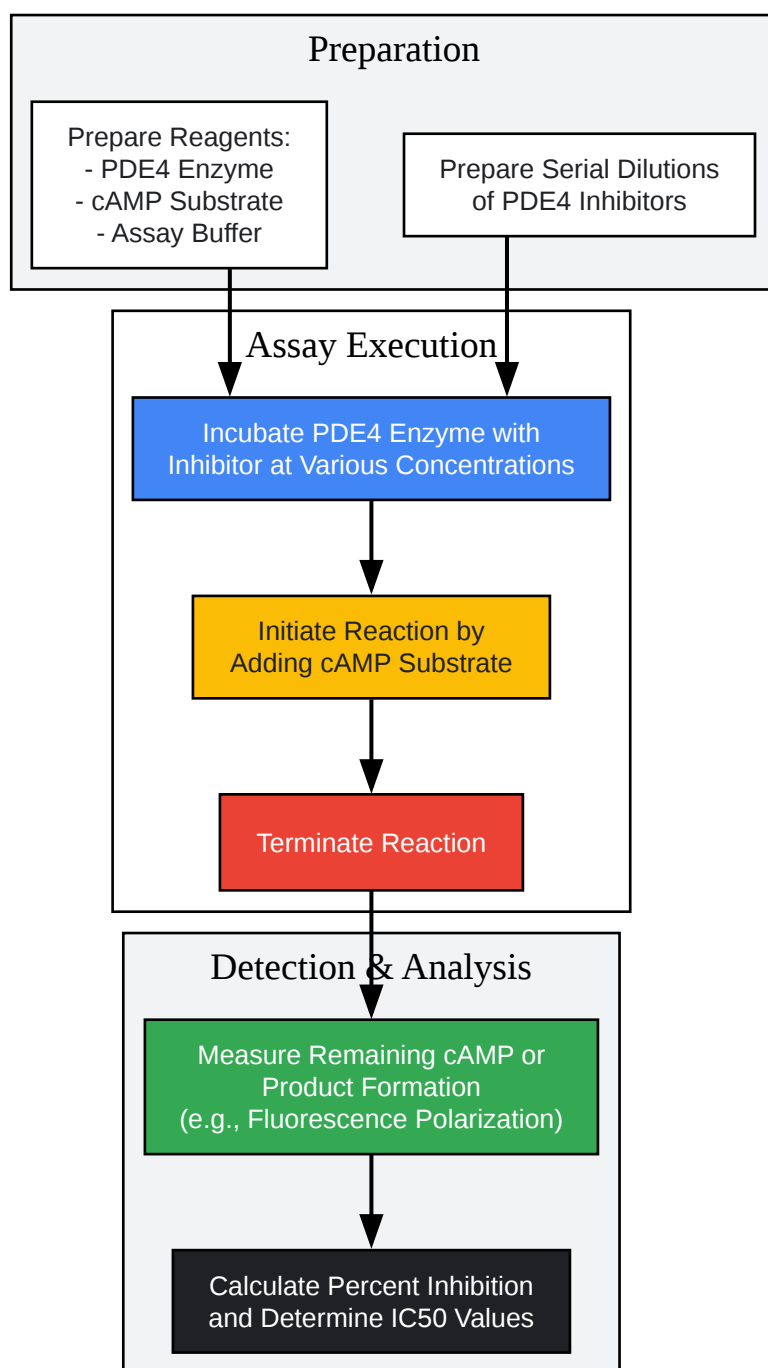 Preparation
Prepare Reagents:
- PDE4 Enzyme
- cAMP Substrate
- Assay Buffer
Prepare Serial Dilutions
of PDE4 Inhibitors
Assay Execution
Incubate PDE4 Enzyme with
Inhibitor at Various Concentrations
Initiate Reaction by
Adding cAMP Substrate
Terminate Reaction
Detection & Analysis
Measure Remaining cAMP or
Product Formation
(e.g., Fluorescence Polarization)
Calculate Percent Inhibition
and Determine IC50 Values